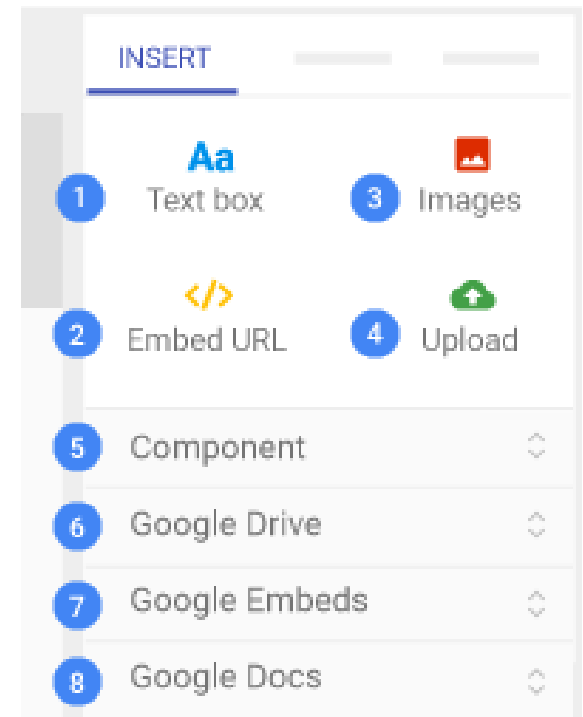 INSERT
Aa
1 Text box
3 Images
</>
2 Embed URL
4 Upload
5 Component
6 Google Drive
7 Google Embeds
8 Google Docs